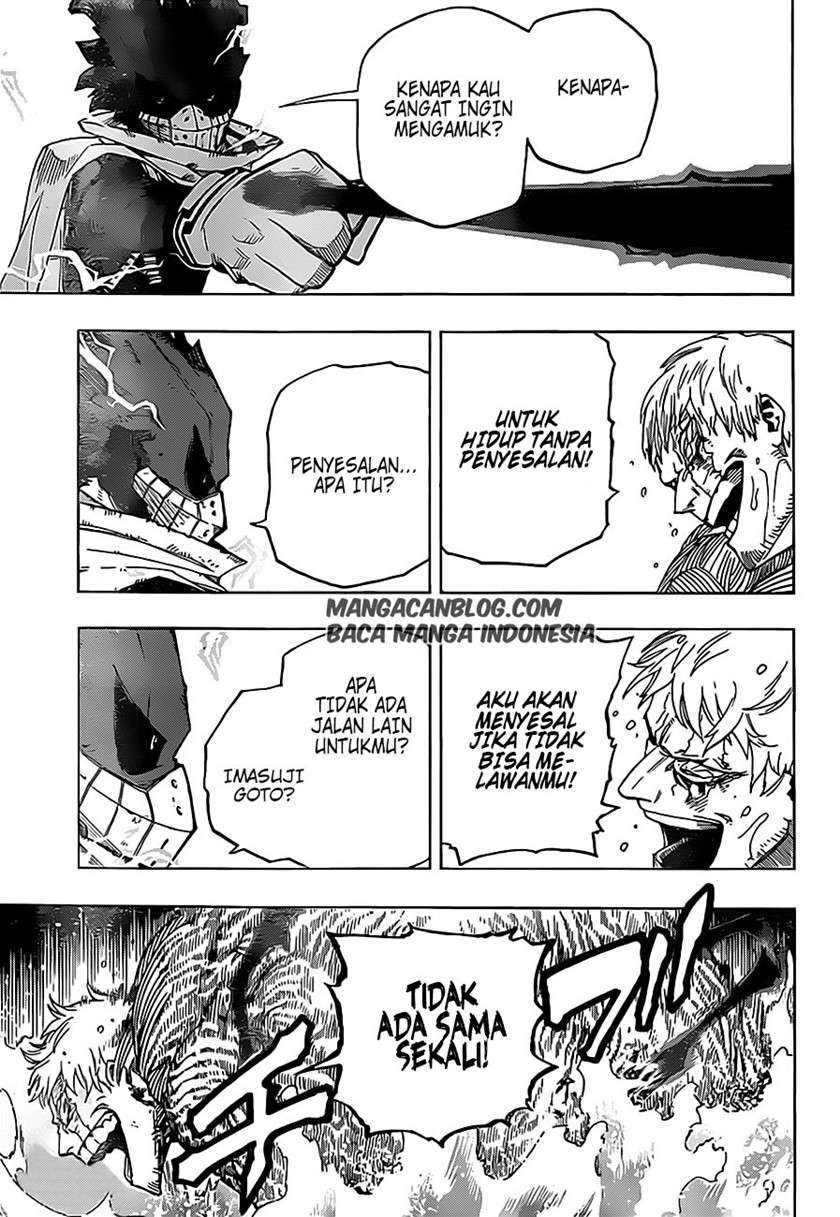 KENAPA-
KENAPA KAU
SANGAT INGIN
MENGAMUK?
UNTUK
HIDUP TANPA
PENYESALAN!
PENYESALAN...
APA ITU?
MANGACANBLOG.COM
BACA MANGA INDONESIA
AKU AKAN
MENYESAL
JIKA TIDAK
BISA ME-
LAWANMU!
APA
TIDAK ADA
JALAN LAIN
UNTUKMU?
IMASUJI
GOTO?
TIDAK
ADA SAMA
SEKALI!
ブチ